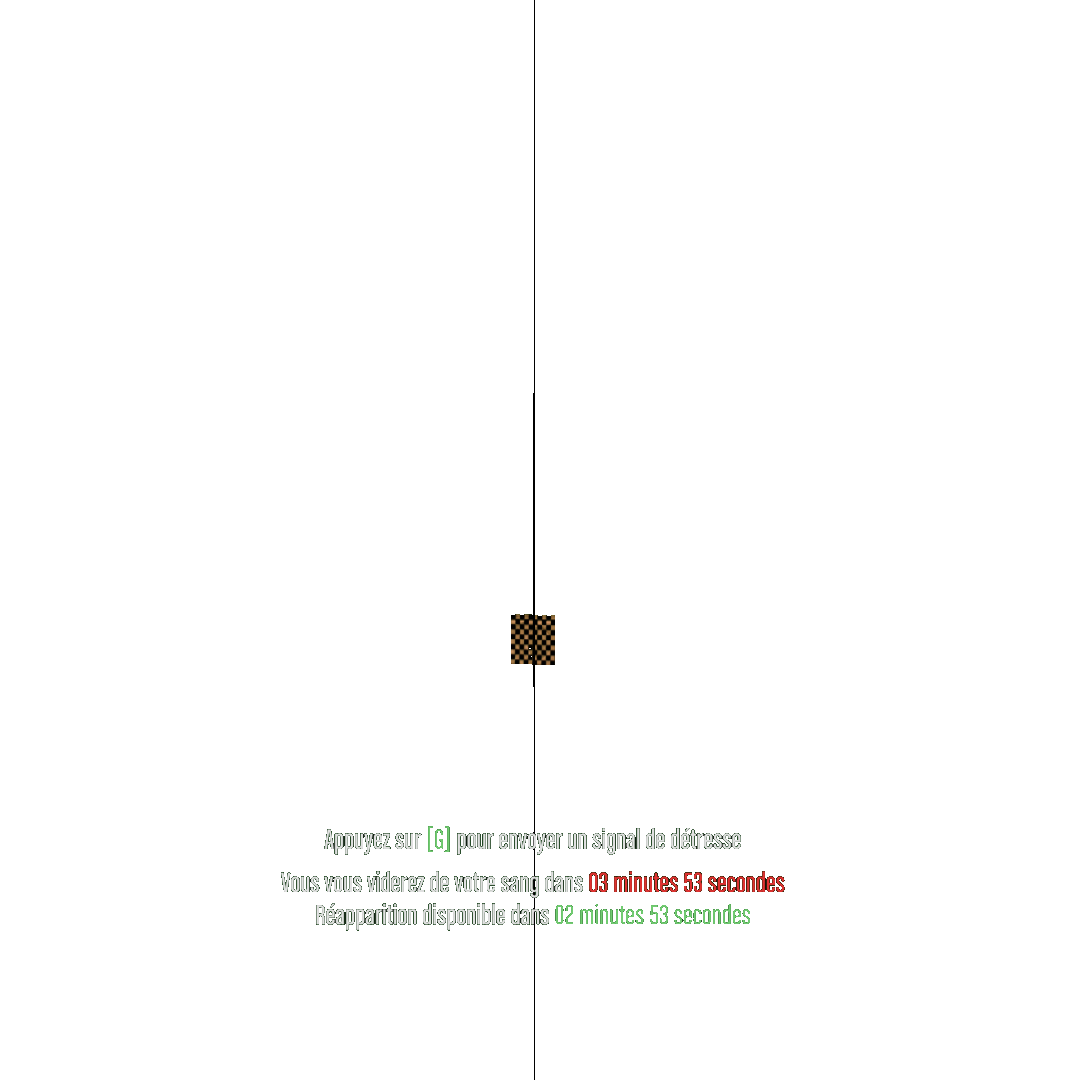 Appuyez sur [G] pour envoyer un signal de détresse
Vous vous viderez de votre sang dans 03 minutes 53 secondes
Réapparition disponible dans 02 minutes 53 secondes